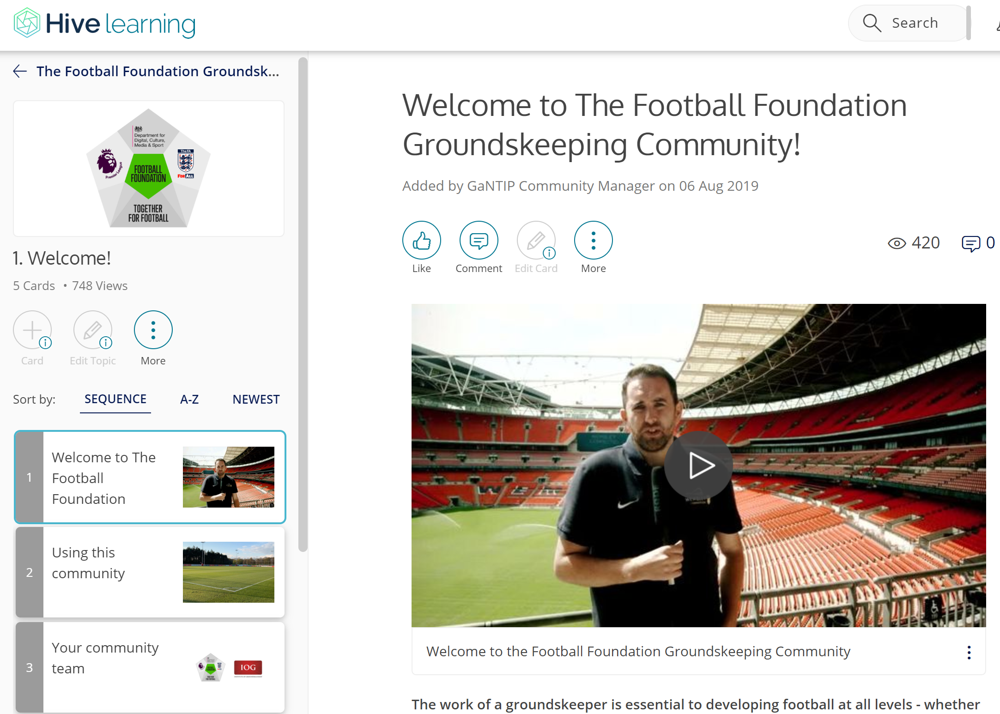 Hive learning
Search
The Football Foundation Groundsk...
Department for
Digital, Culture,
Media & Sport
Premier League
The FA
FOR ALL
FOOTBALL
FOUNDATION
TOGETHER
FOR FOOTBALL
1. Welcome!
5 Cards • 748 Views
Card
Edit Topic
More
Sort by:
SEQUENCE
A-Z
NEWEST
1
Welcome to The
Football
Foundation
2
Using this
community
3
Your community
team
IOG
Welcome to The Football Foundation
Groundskeeping Community!
Added by GaNTIP Community Manager on 06 Aug 2019
Like
Comment
Edit Card
More
420
0
Welcome to the Football Foundation Groundskeeping Community
The work of a groundskeeper is essential to developing football at all levels - whether